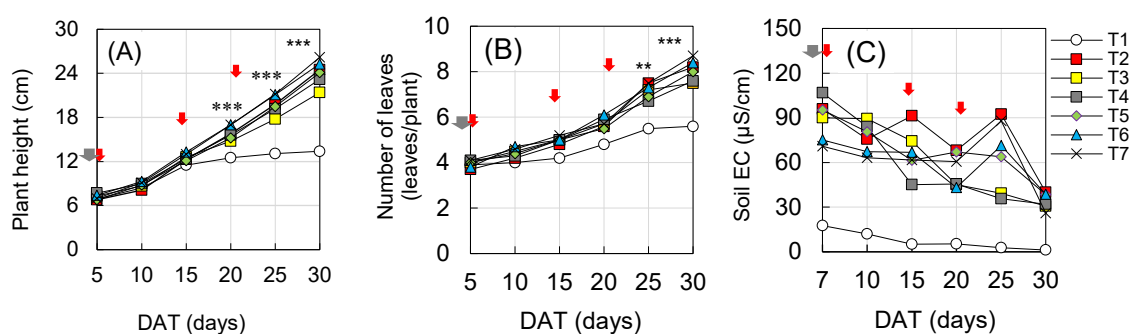 Plant height (cm)
30
24
18
12
6
0
(A)
***
***
***
5 10 15 20 25 30
DAT (days)
Number of leaves
(leaves/plant)
10
8
6
4
2
0
(B)
**
***
5 10 15 20 25 30
DAT (days)
Soil EC (µS/cm)
150
120
90
60
30
0
(C)
7 10 15 20 25 30
DAT (days)
T1
T2
T3
T4
T5
T6
T7